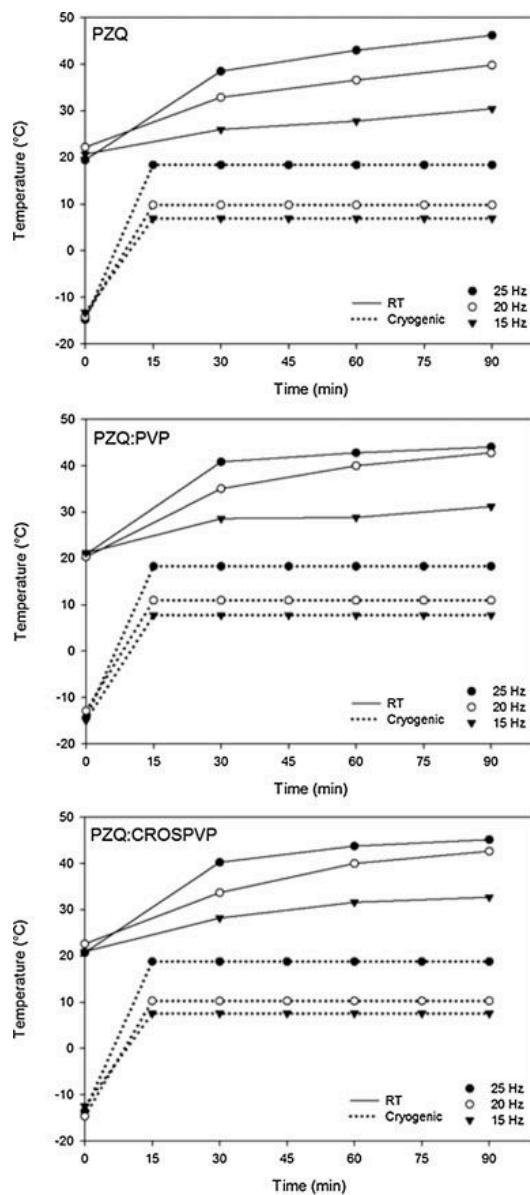 PZQ
50
40
30
20
10
0
-10
-20
Temperature (°C)
RT
Cryogenic
25 Hz
20 Hz
15 Hz
0 15 30 45 60 75 90
Time (min)
PZQ:PVP
50
40
30
20
10
0
-10
-20
Temperature (°C)
RT
Cryogenic
25 Hz
20 Hz
15 Hz
0 15 30 45 60 75 90
Time (min)
PZQ:CROSPVP
50
40
30
20
10
0
-10
-20
Temperature (°C)
RT
Cryogenic
25 Hz
20 Hz
15 Hz
0 15 30 45 60 75 90
Time (min)